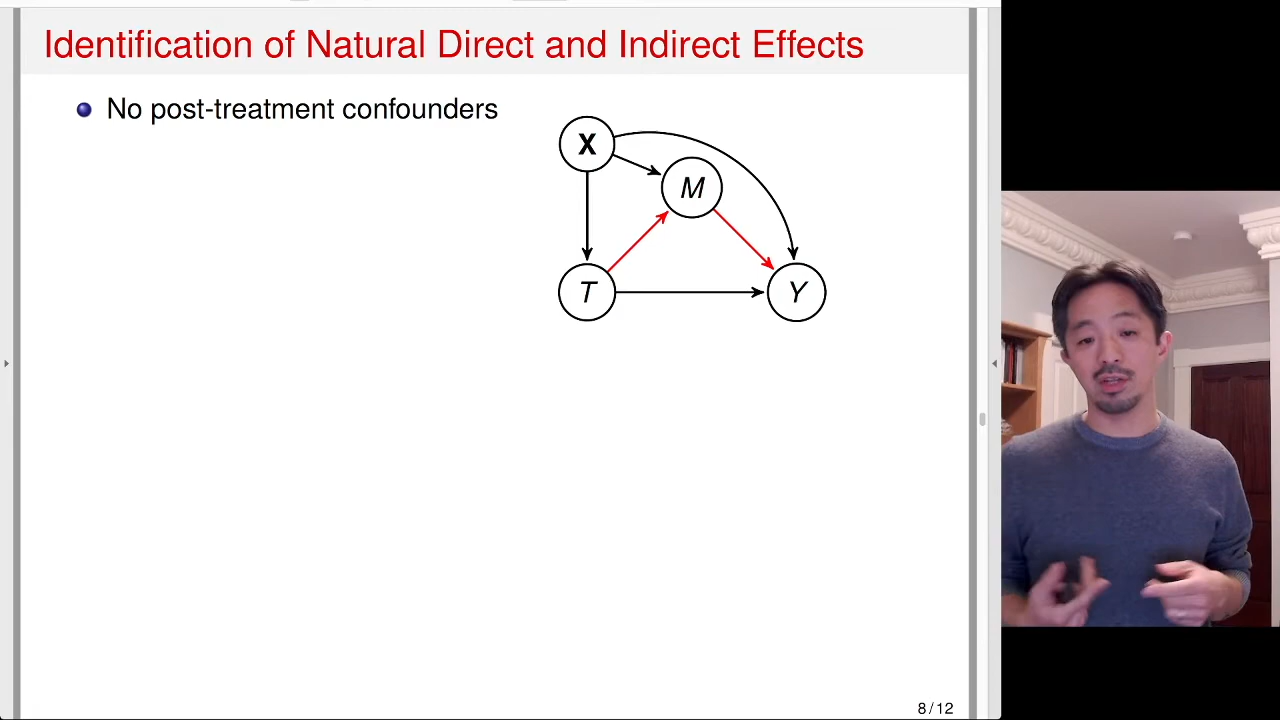 Identification of Natural Direct and Indirect Effects
No post-treatment confounders
X
M
T
Y
8 / 12